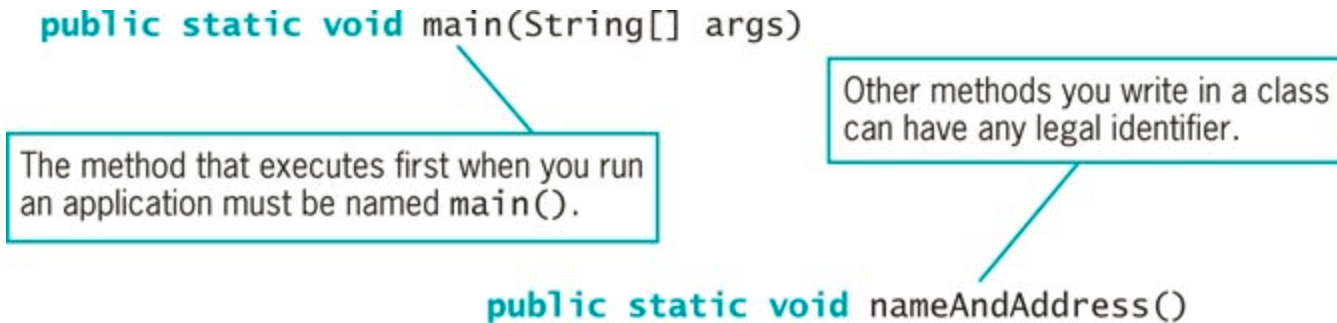 public static void main(String[] args)
Other methods you write in a class
can have any legal identifier.
The method that executes first when you run
an application must be named main().
public static void nameAndAddress()